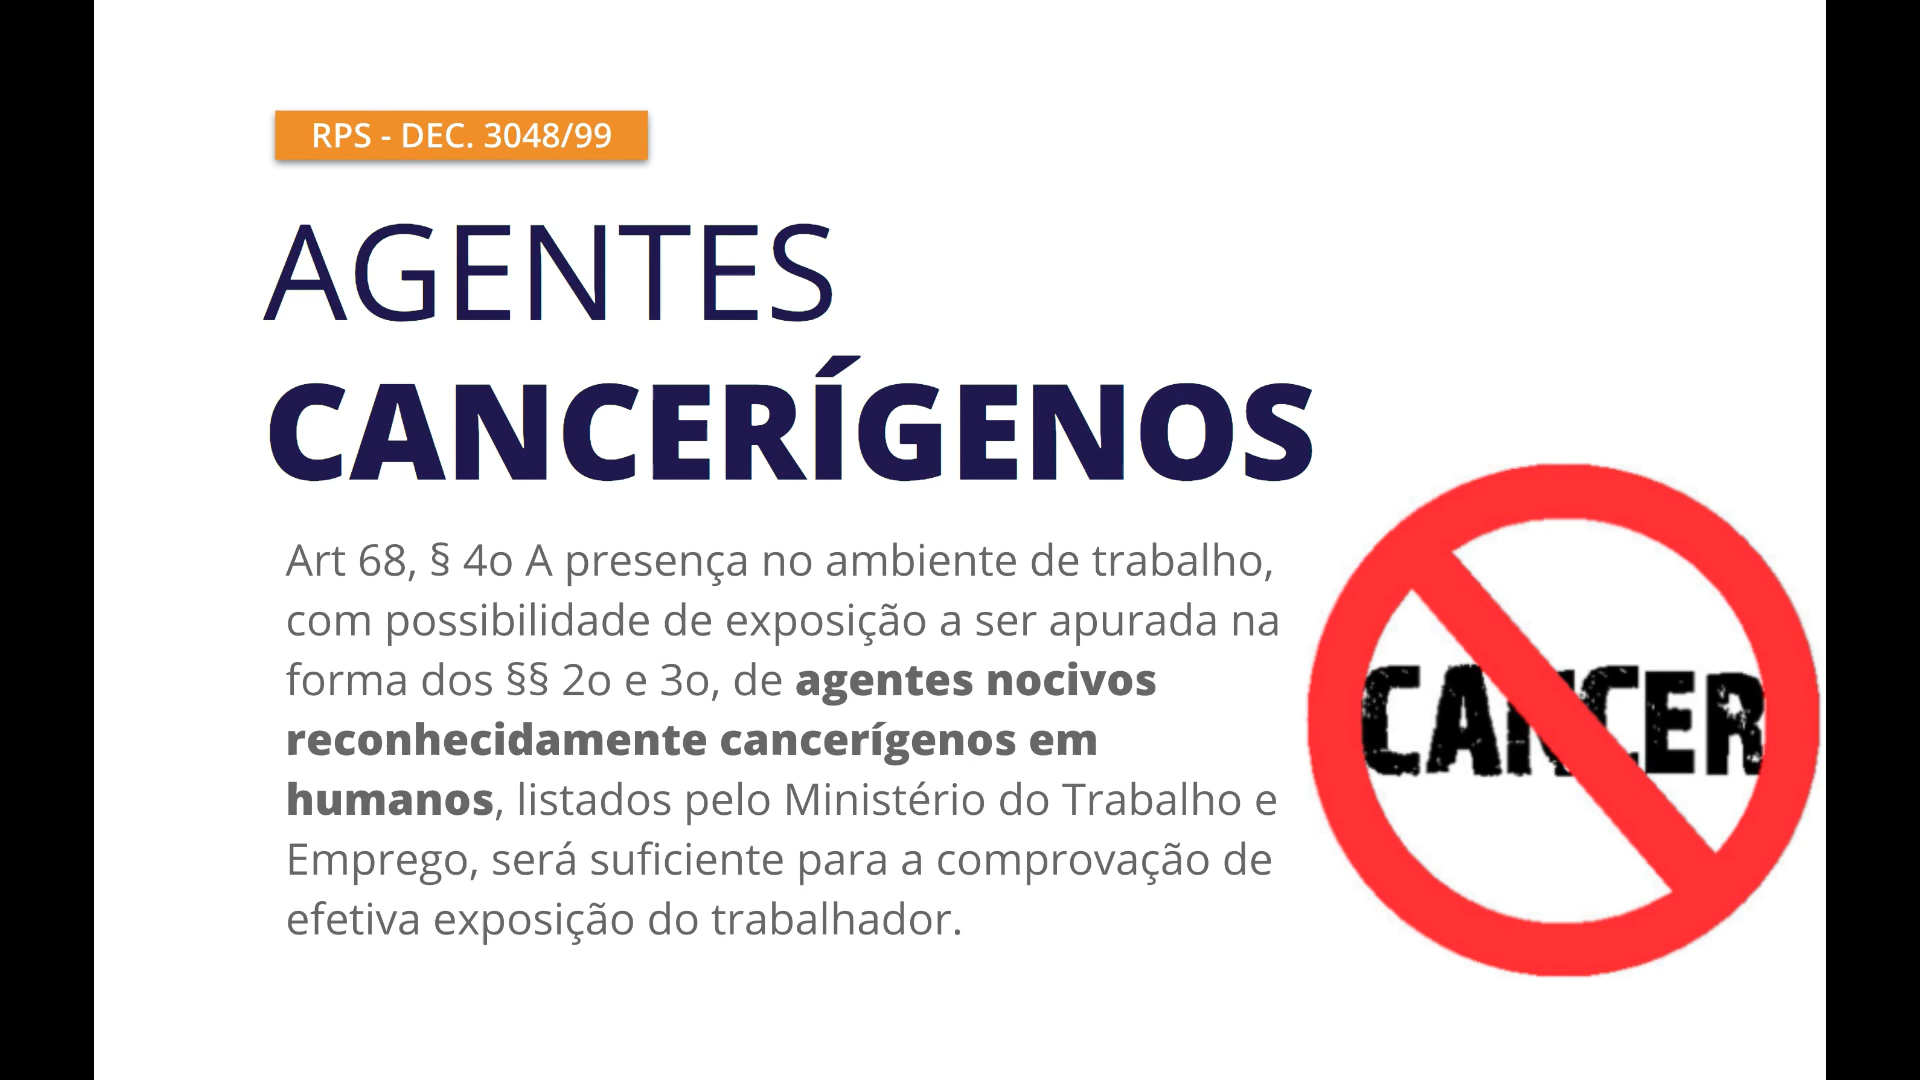 RPS - DEC. 3048/99
AGENTES
CANCERÍGENOS
Art 68, § 4o A presença no ambiente de trabalho,
com possibilidade de exposição a ser apurada na
forma dos §§ 2o e 3o, de agentes nocivos
reconhecidamente cancerígenos em
humanos, listados pelo Ministério do Trabalho e
Emprego, será suficiente para a comprovação de
efetiva exposição do trabalhador.
CANCER